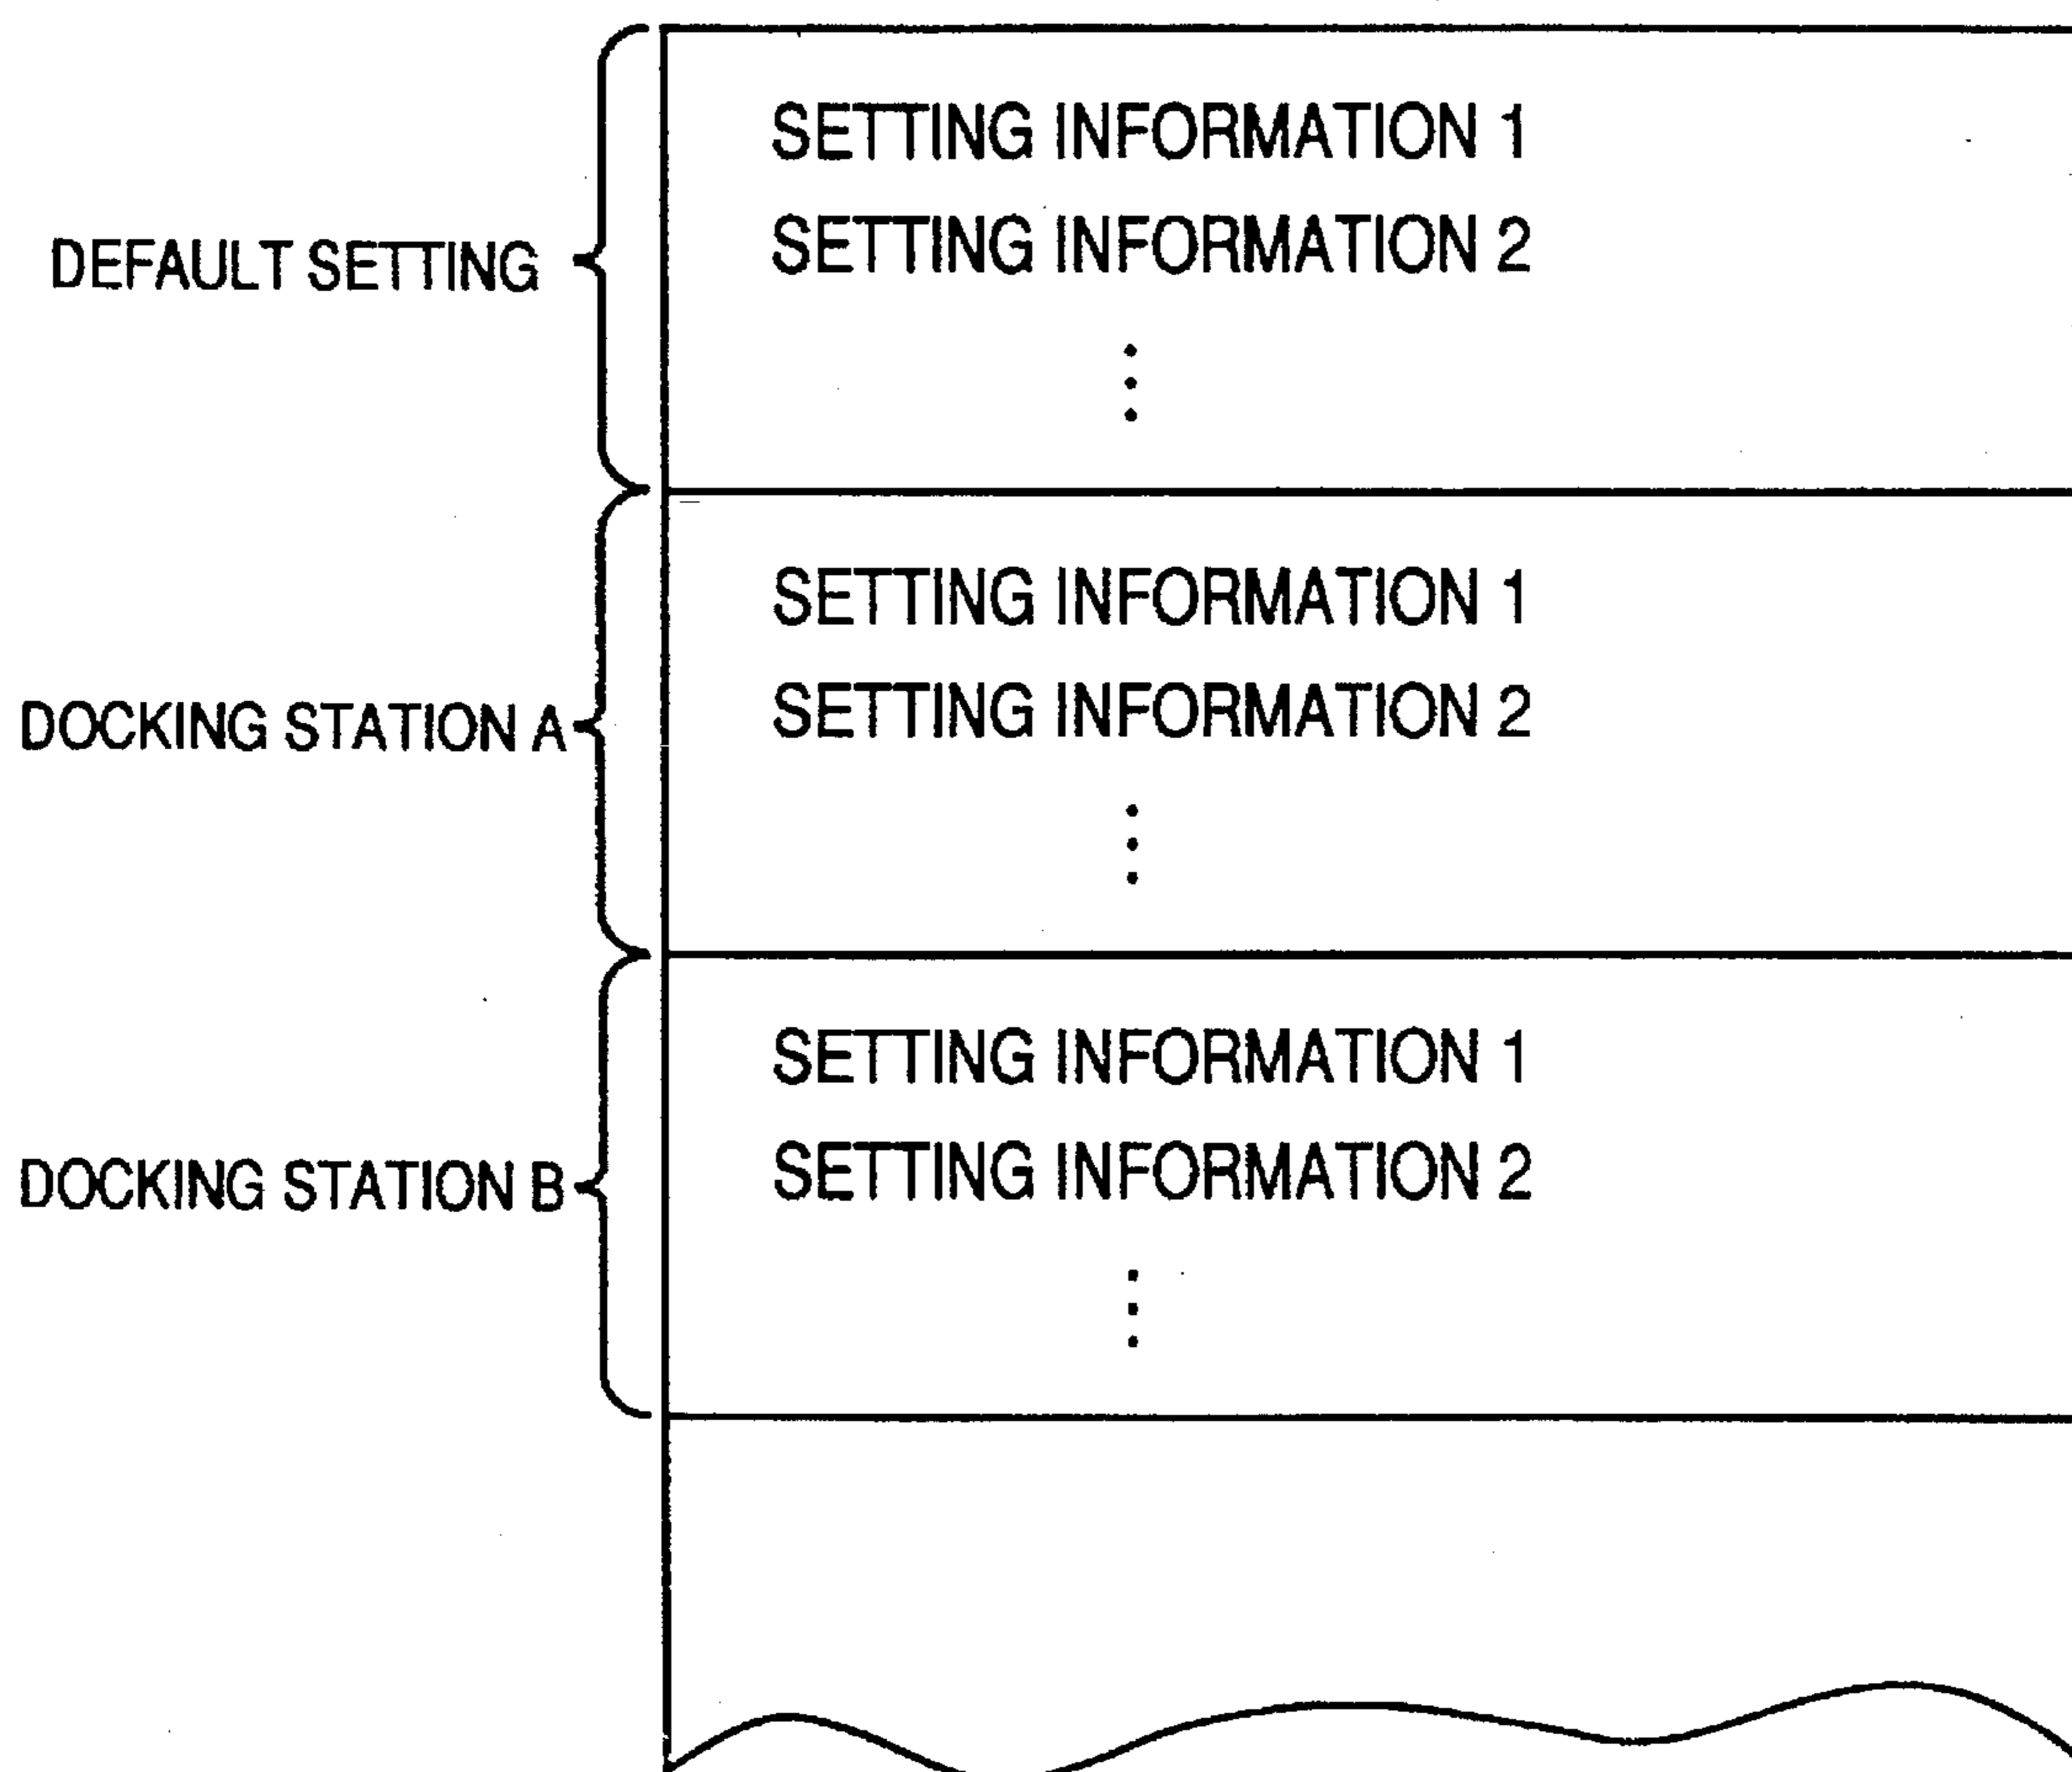 DEFAULT SETTING
SETTING INFORMATION 1
SETTING INFORMATION 2
DOCKING STATION A
SETTING INFORMATION 1
SETTING INFORMATION 2
DOCKING STATION B
SETTING INFORMATION 1
SETTING INFORMATION 2